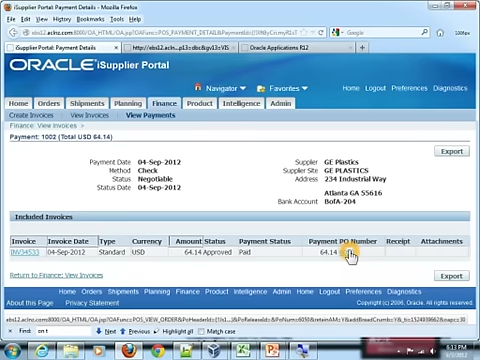 iSupplier Portal: Payment Details - Mozilla Firefox
File Edit View History Bookmarks Tools Help
iSupplier Portal: Payment Details
Oracle Applications R12
ORACLE iSupplier Portal
Navigator Favorites Home Logout Preferences Diagnostics
Home Orders Shipments Planning Finance Product Intelligence Admin
Create Invoices View Invoices View Payments
Finance: View Invoices >
Payment: 1002 (Total USD 64.14)
Export
Payment Date 04-Sep-2012
Method Check
Status Negotiable
Status Date 04-Sep-2012
Supplier GE Plastics
Supplier Site GE PLASTICS
Address 234 Industrial Way
Atlanta GA 55616
Bank Account BofA-204
Included Invoices
Invoice Invoice Date Type Currency Amount Status Payment Status Payment PO Number Receipt Attachments
INV34533 04-Sep-2012 Standard USD 64.14 Approved Paid 64.14
Return to Finance: View Invoices
Export
Home Orders Shipments Planning Finance Product Intelligence Admin Home Logout Preferences Diagnostics
About this Page Privacy Statement Copyright (c) 2006, Oracle. All rights reserved.
Find: on t Next Previous Highlight all Match case
6:13 PM